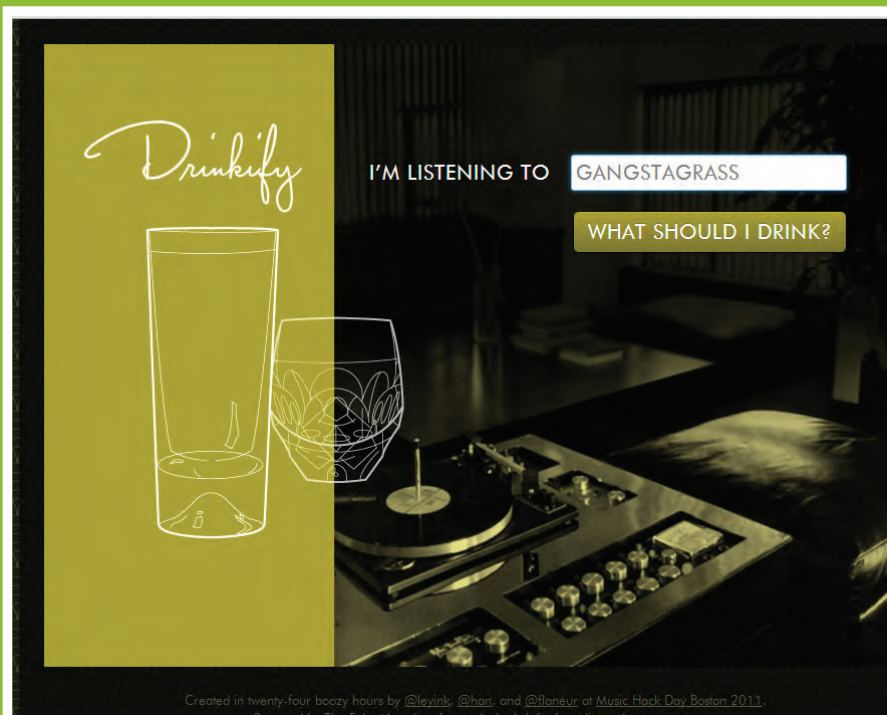 Drinkify
I'M LISTENING TO
GANGSTAGRASS
WHAT SHOULD I DRINK?
Created in twenty-four boozy hours by @leyink, @han, and @flaneur at Music Hack Day Boston 2011.